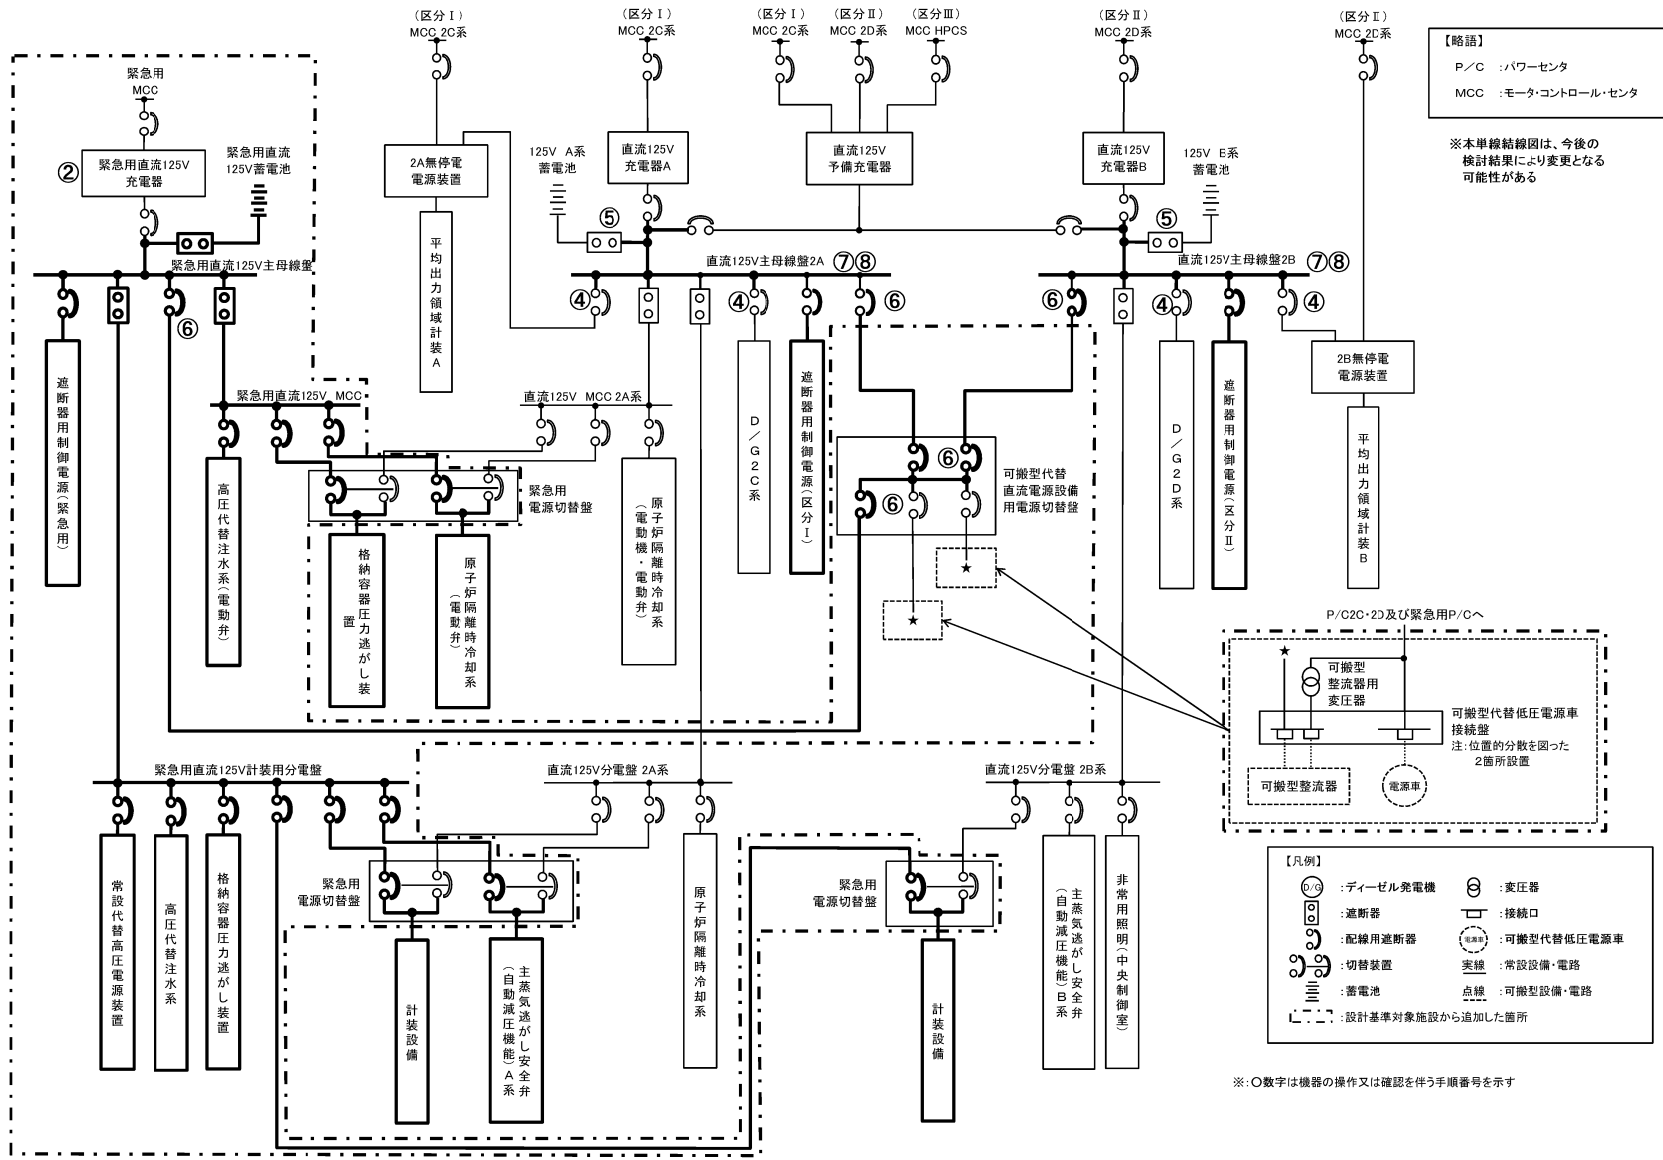 (区分Ⅰ)
MCC 2C系
(区分Ⅰ)
MCC 2C系
(区分Ⅰ)
MCC 2C系
(区分Ⅱ)
MCC 2D系
(区分Ⅲ)
MCC HPCS
(区分Ⅱ)
MCC 2D系
(区分Ⅱ)
MCC 2D系
【略語】
P/C :パワーセンタ
MCC :モータ・コントロール・センタ
※本単線結線図は、今後の
検討結果により変更となる
可能性がある
緊急用
MCC
②
緊急用直流125V
充電器
緊急用直流
125V蓄電池
2A無停電
電源装置
125V A系
蓄電池
直流125V
充電器A
直流125V
予備充電器
直流125V
充電器B
125V E系
蓄電池
⑤
⑤
平均出力領域計装A
緊急用直流125V主母線盤
直流125V主母線盤2A
⑦⑧
直流125V主母線盤2B
⑦⑧
⑥
④
④
⑥
⑥
④
④
遮断器用制御電源(緊急用)
緊急用直流125V MCC
直流125V MCC 2A系
D/G2C系
遮断器用制御電源(区分Ⅰ)
D/G2D系
遮断器用制御電源(区分Ⅱ)
2B無停電
電源装置
平均出力領域計装B
高圧代替注水系(電動弁)
緊急用
電源切替盤
格納容器圧力逃がし装
置
原子炉隔離時冷却系
(電動弁)
原子炉隔離時冷却系
(電動機・電動弁)
⑥
⑥
可搬型代替
直流電源設備
用電源切替盤
★
★
P/C2C・2D及び緊急用P/Cへ
★
可搬型
整流器用
変圧器
可搬型代替低圧電源車
接続盤
注:位置的分散を図った
2箇所設置
可搬型整流器
電源車
緊急用直流125V計装用分電盤
直流125V分電盤 2A系
直流125V分電盤 2B系
常設代替高圧電源装置
高圧代替注水系
格納容器圧力逃がし装置
緊急用
電源切替盤
計装設備
主蒸気逃がし安全弁
(自動減圧機能)A系
原子炉隔離時冷却系
緊急用
電源切替盤
計装設備
主蒸気逃がし安全弁
(自動減圧機能)B系
非常用照明(中央制御室)
【凡例】
D/G :ディーゼル発電機
:変圧器
:遮断器
:接続口
:配線用遮断器
電源車 :可搬型代替低圧電源車
:切替装置
実線 :常設設備・電路
:蓄電池
点線 :可搬型設備・電路
:設計基準対象施設から追加した箇所
※:○数字は機器の操作又は確認を伴う手順番号を示す